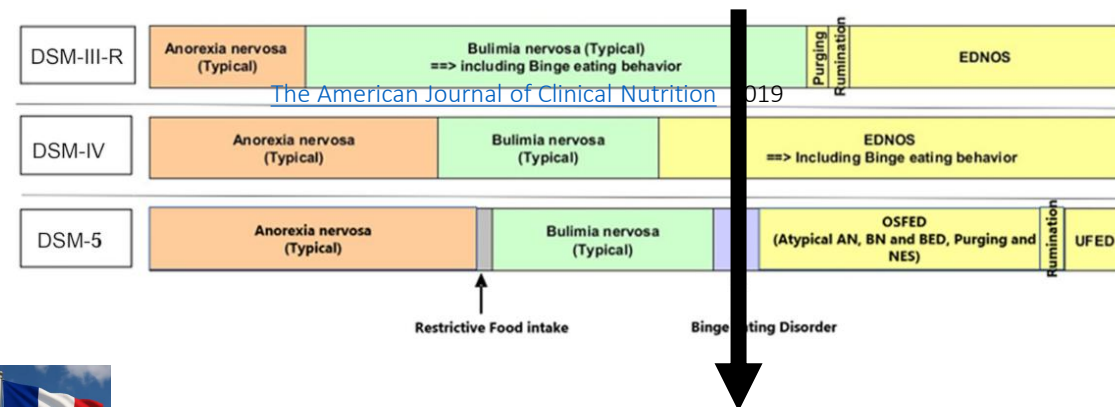 DSM-III-R
Anorexia nervosa
(Typical)
Bulimia nervosa (Typical)
==> including Binge eating behavior
Purging
Rumination
EDNOS
The American Journal of Clinical Nutrition 019
DSM-IV
Anorexia nervosa
(Typical)
Bulimia nervosa
(Typical)
EDNOS
==> Including Binge eating behavior
DSM-5
Anorexia nervosa
(Typical)
Bulimia nervosa
(Typical)
OSFED
(Atypical AN, BN and BED, Purging and
NES)
Rumination
UFED
Restrictive Food intake
Binge ting Disorder